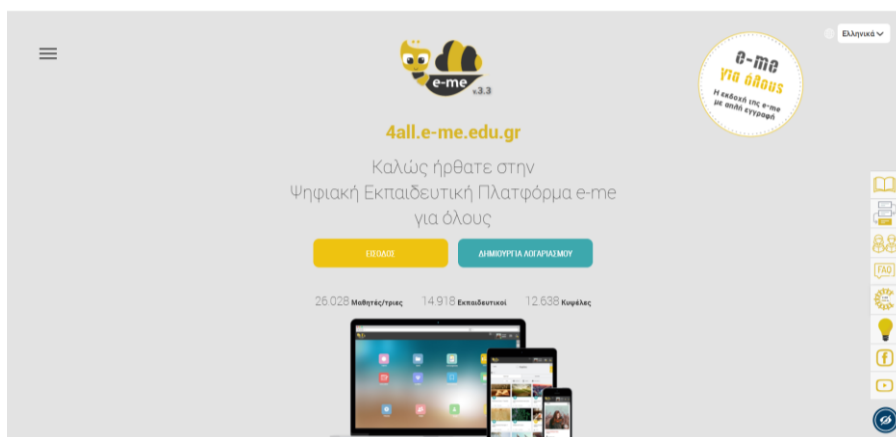 Ελληνικά
e-me
για όλους
Η εκδοχή της e-me
με απλή εγγραφή
e-me v.3.3
4all.e-me.edu.gr
Καλώς ήρθατε στην
Ψηφιακή Εκπαιδευτική Πλατφόρμα e-me
για όλους
ΕΙΣΟΔΟΣ
ΔΗΜΙΟΥΡΓΙΑ ΛΟΓΑΡΙΑΣΜΟΥ
26.028 Μαθητές/τριες 14.918 Εκπαιδευτικοί 12.638 Κυψέλες
FAQ